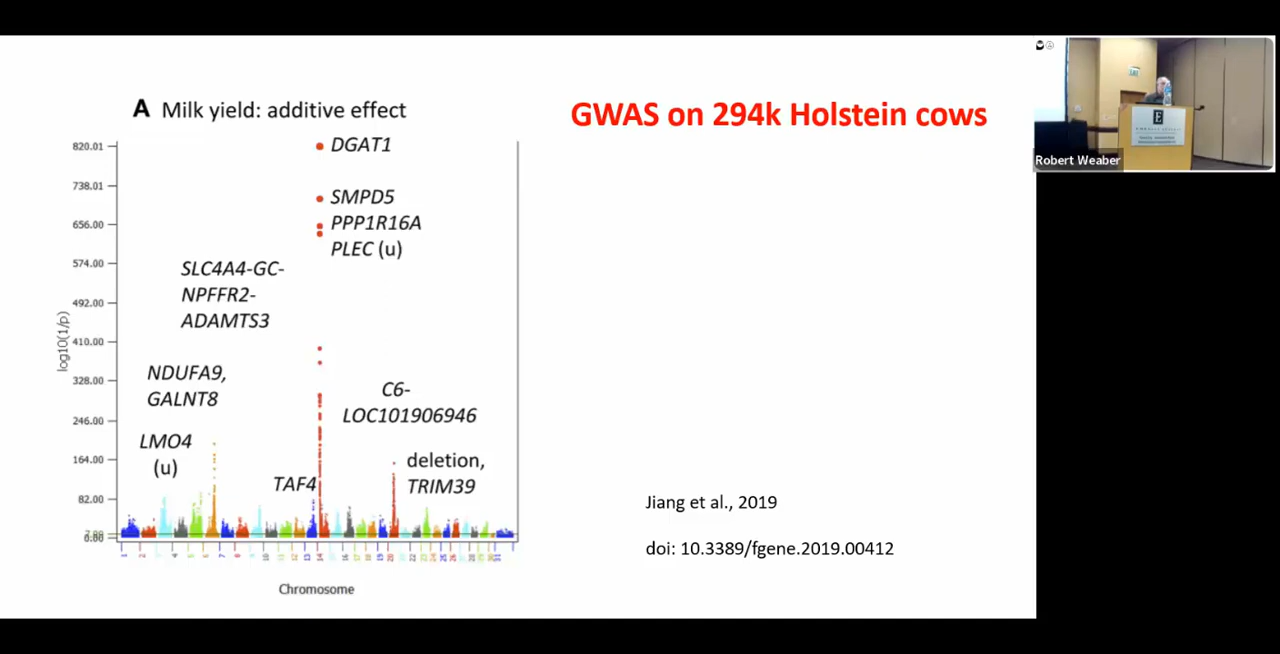 A Milk yield: additive effect
GWAS on 294k Holstein cows
820.01
738.01
656.00
574.00
492.00
410.00
328.00
246.00
164.00
82.00
0.00
log10(1/p)
DGAT1
SMPD5
PPP1R16A
PLEC (u)
SLC4A4-GC-
NPFFR2-
ADAMTS3
NDUFA9,
GALNT8
C6-
LOC101906946
LMO4
(u)
TAF4
deletion,
TRIM39
Chromosome
Jiang et al., 2019
doi: 10.3389/fgene.2019.00412
E
Robert Weaber